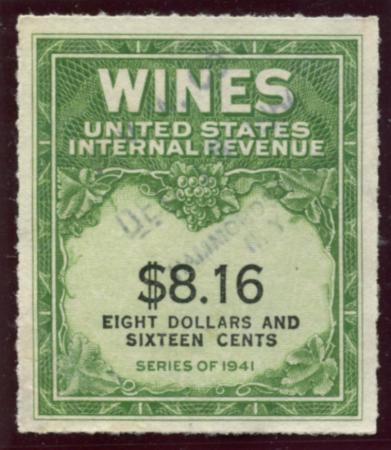 WINES
UNITED STATES
INTERNAL REVENUE
$8.16
EIGHT DOLLARS AND
SIXTEEN CENTS
SERIES OF 1941